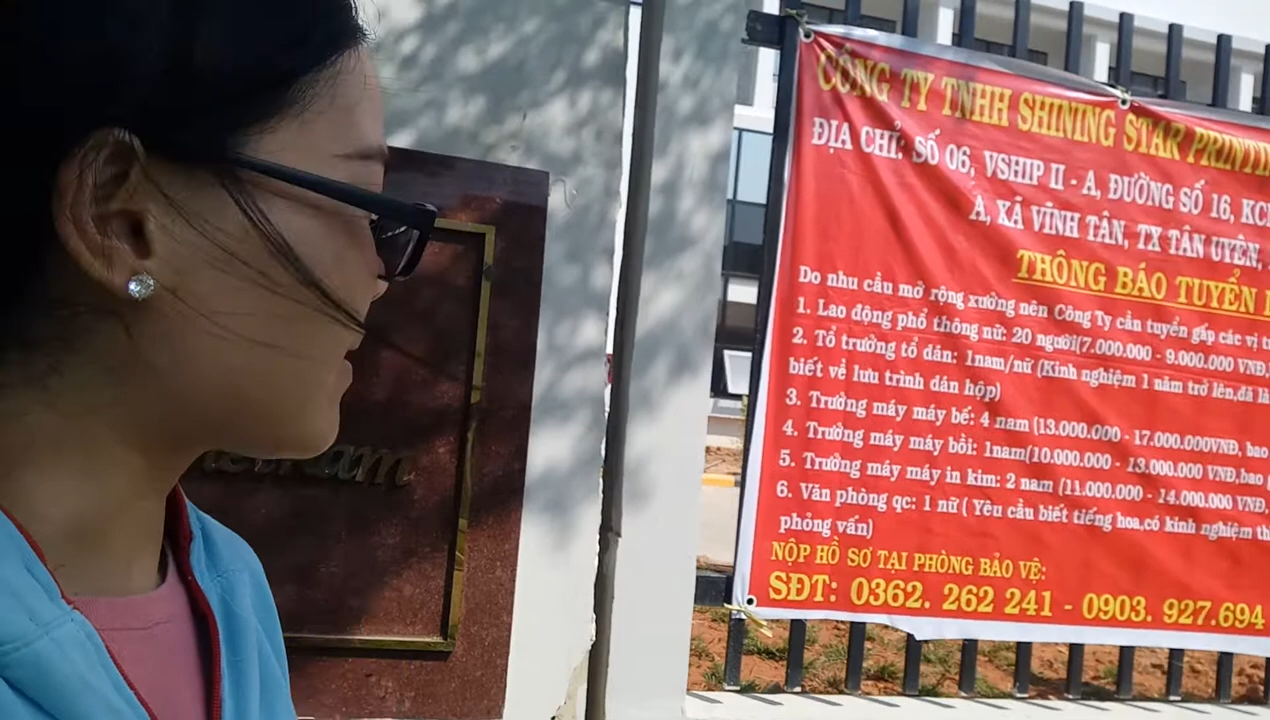 CÔNG TY TNHH SHINING STAR
ĐỊA CHỈ: SỐ 06, VSHIP II - A, ĐƯỜNG SỐ 16,
A, XÃ VĨNH TÂN, TX TÂN UYÊN,
THÔNG BÁO TUYỂN
Do nhu cầu mở rộng xưởng nên Công Ty cần tuyển gấp các vị
1. Lao động phổ thông nữ: 20 người(7.000.000 - 9.000.000 VNĐ,
2. Tổ trưởng tổ dán: 1nam/nữ (Kinh nghiệm 1 năm trở lên,đã
biết về lưu trình dán hộp)
3. Trưởng máy máy bế: 4 nam (13.000.000 - 17.000.000VNĐ, bao
4. Trưởng máy máy bồi: 1nam(10.000.000 - 13.000.000 VNĐ,bao
5. Trưởng máy máy in kim: 2 nam (11.000.000 - 14.000.000 VNĐ,
6. Văn phòng qc: 1 nữ ( Yêu cầu biết tiếng hoa,có kinh nghiệm
phỏng vấn)
NỘP HỒ SƠ TẠI PHÒNG BẢO VỆ:
SĐT: 0362. 262 241 - 0903. 927.694